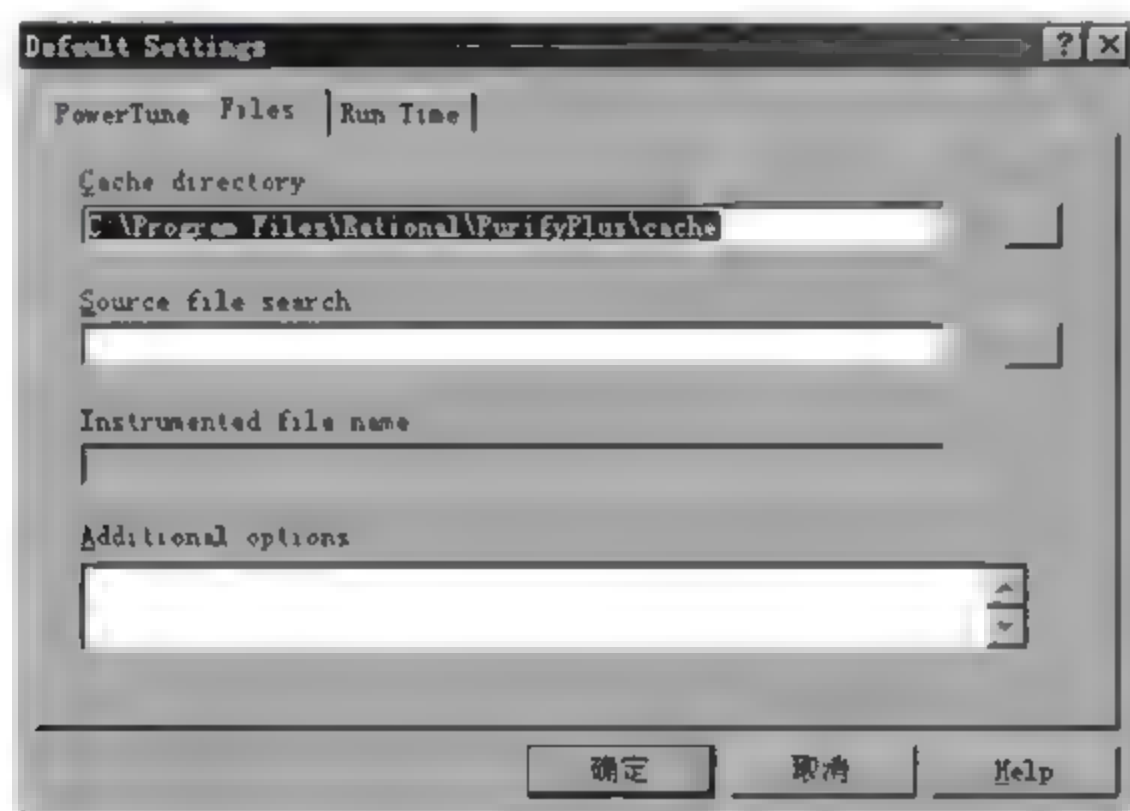 Default Settings
PowerTune Files Run Time
Cache directory
C:\Program Files\Rational\PurifyPlus\cache
Source file search
Instrumented file name
Additional options
确定 取消 Help